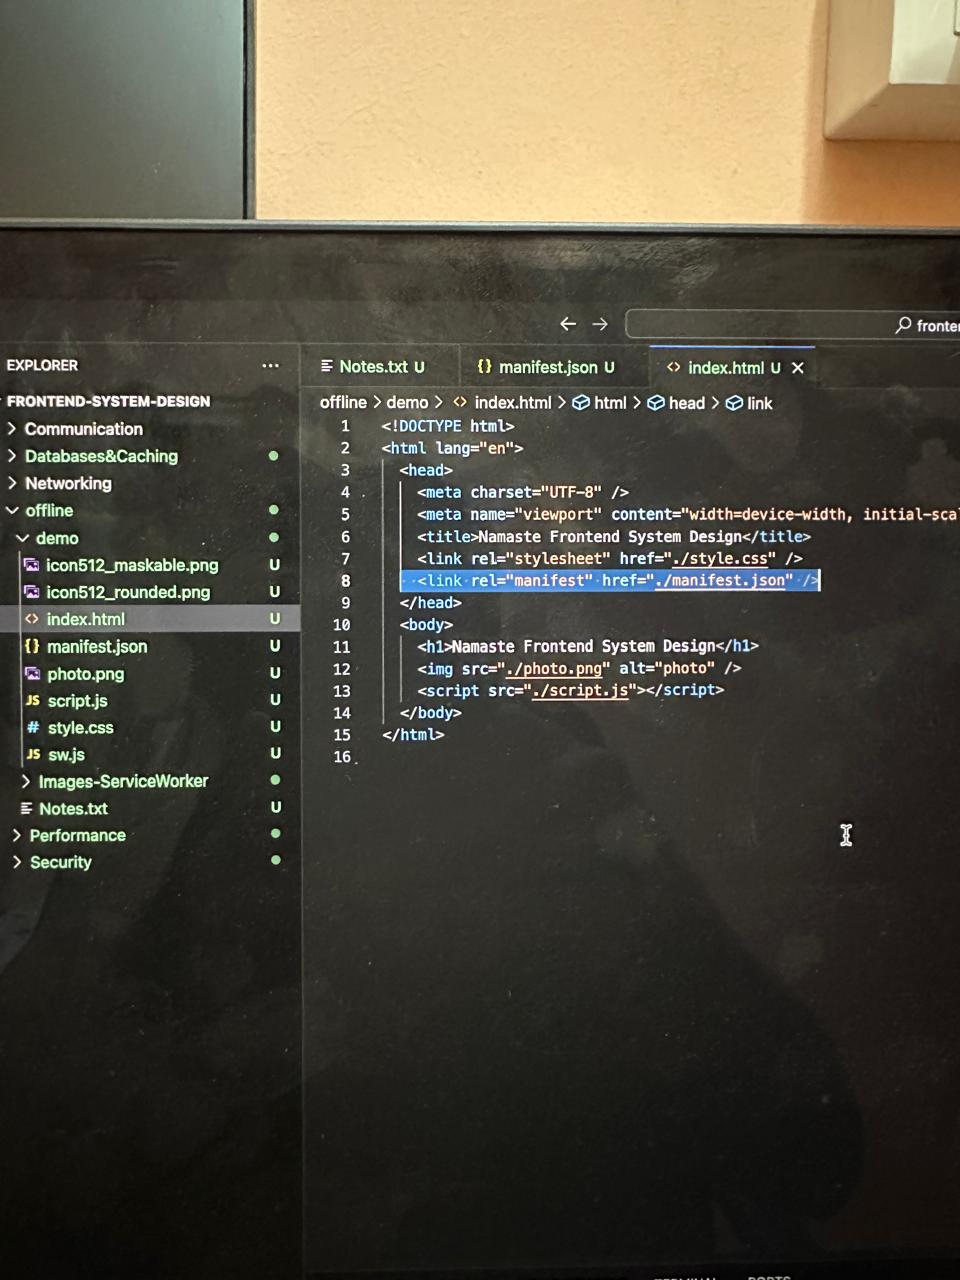 fronte
EXPLORER ...
Notes.txt U
manifest.json U
index.html U
FRONTEND-SYSTEM-DESIGN
offline > demo > index.html > html > head > link
Communication
Databases&Caching
Networking
offline
demo
icon512_maskable.png U
icon512_rounded.png U
index.html U
{} manifest.json U
photo.png U
JS script.js U
# style.css U
JS sw.js U
Images-ServiceWorker
Notes.txt U
Performance
Security
1 <!DOCTYPE html>
2 <html lang="en">
3 <head>
4 <meta charset="UTF-8" />
5 <meta name="viewport" content="width=device-width, initial-sca
6 <title>Namaste Frontend System Design</title>
7 <link rel="stylesheet" href="./style.css" />
8 <link rel="manifest" href="./manifest.json" />
9 </head>
10 <body>
11 <h1>Namaste Frontend System Design</h1>
12 <img src="./photo.png" alt="photo" />
13 <script src="./script.js"></script>
14 </body>
15 </html>
16